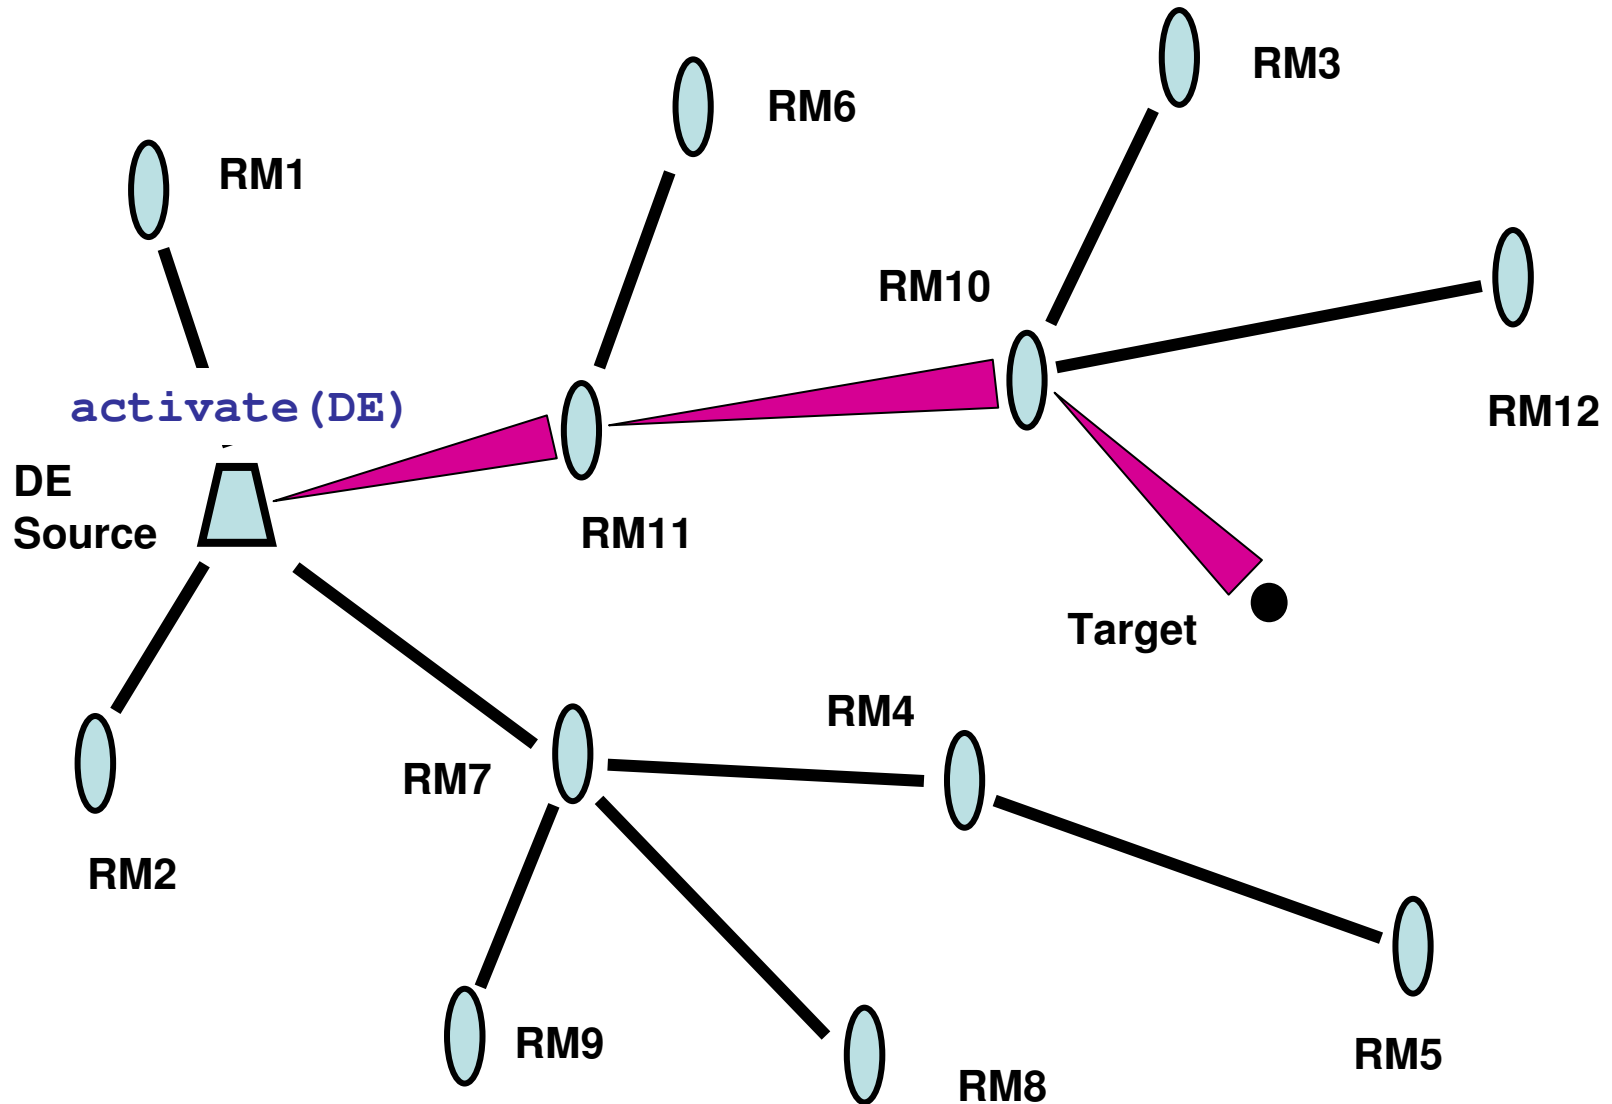 RM3
RM6
RM1
RM10
activate(DE)
RM12
DE
Source
RM11
Target
RM4
RM7
RM2
RM9
RM5
RM8